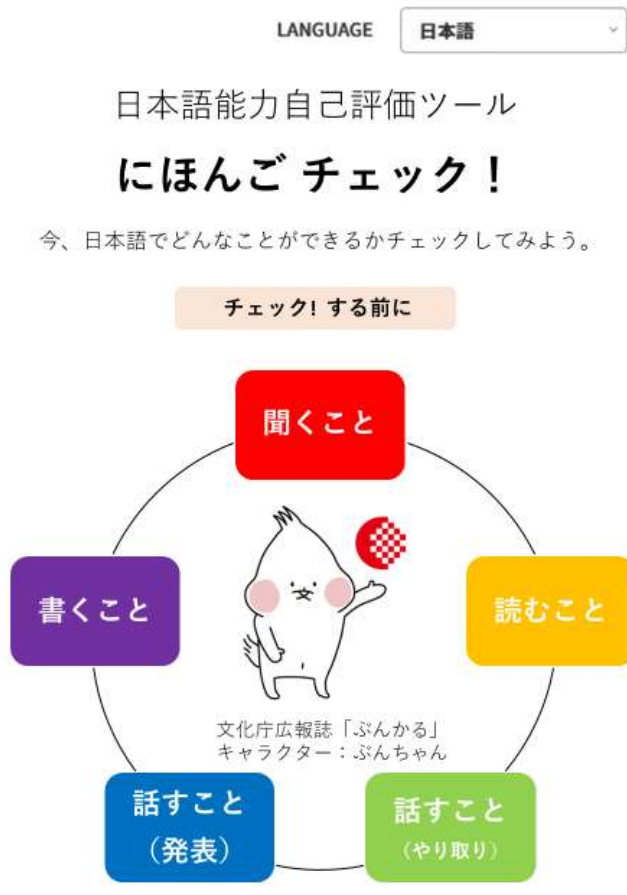 LANGUAGE 日本語
日本語能力自己評価ツール
にほんご チェック！
今、日本語でどんなことができるかチェックしてみよう。
チェック! する前に
聞くこと
書くこと
読むこと
文化庁広報誌「ぶんかる」
キャラクター：ぶんちゃん
話すこと
（発表）
話すこと
（やり取り）